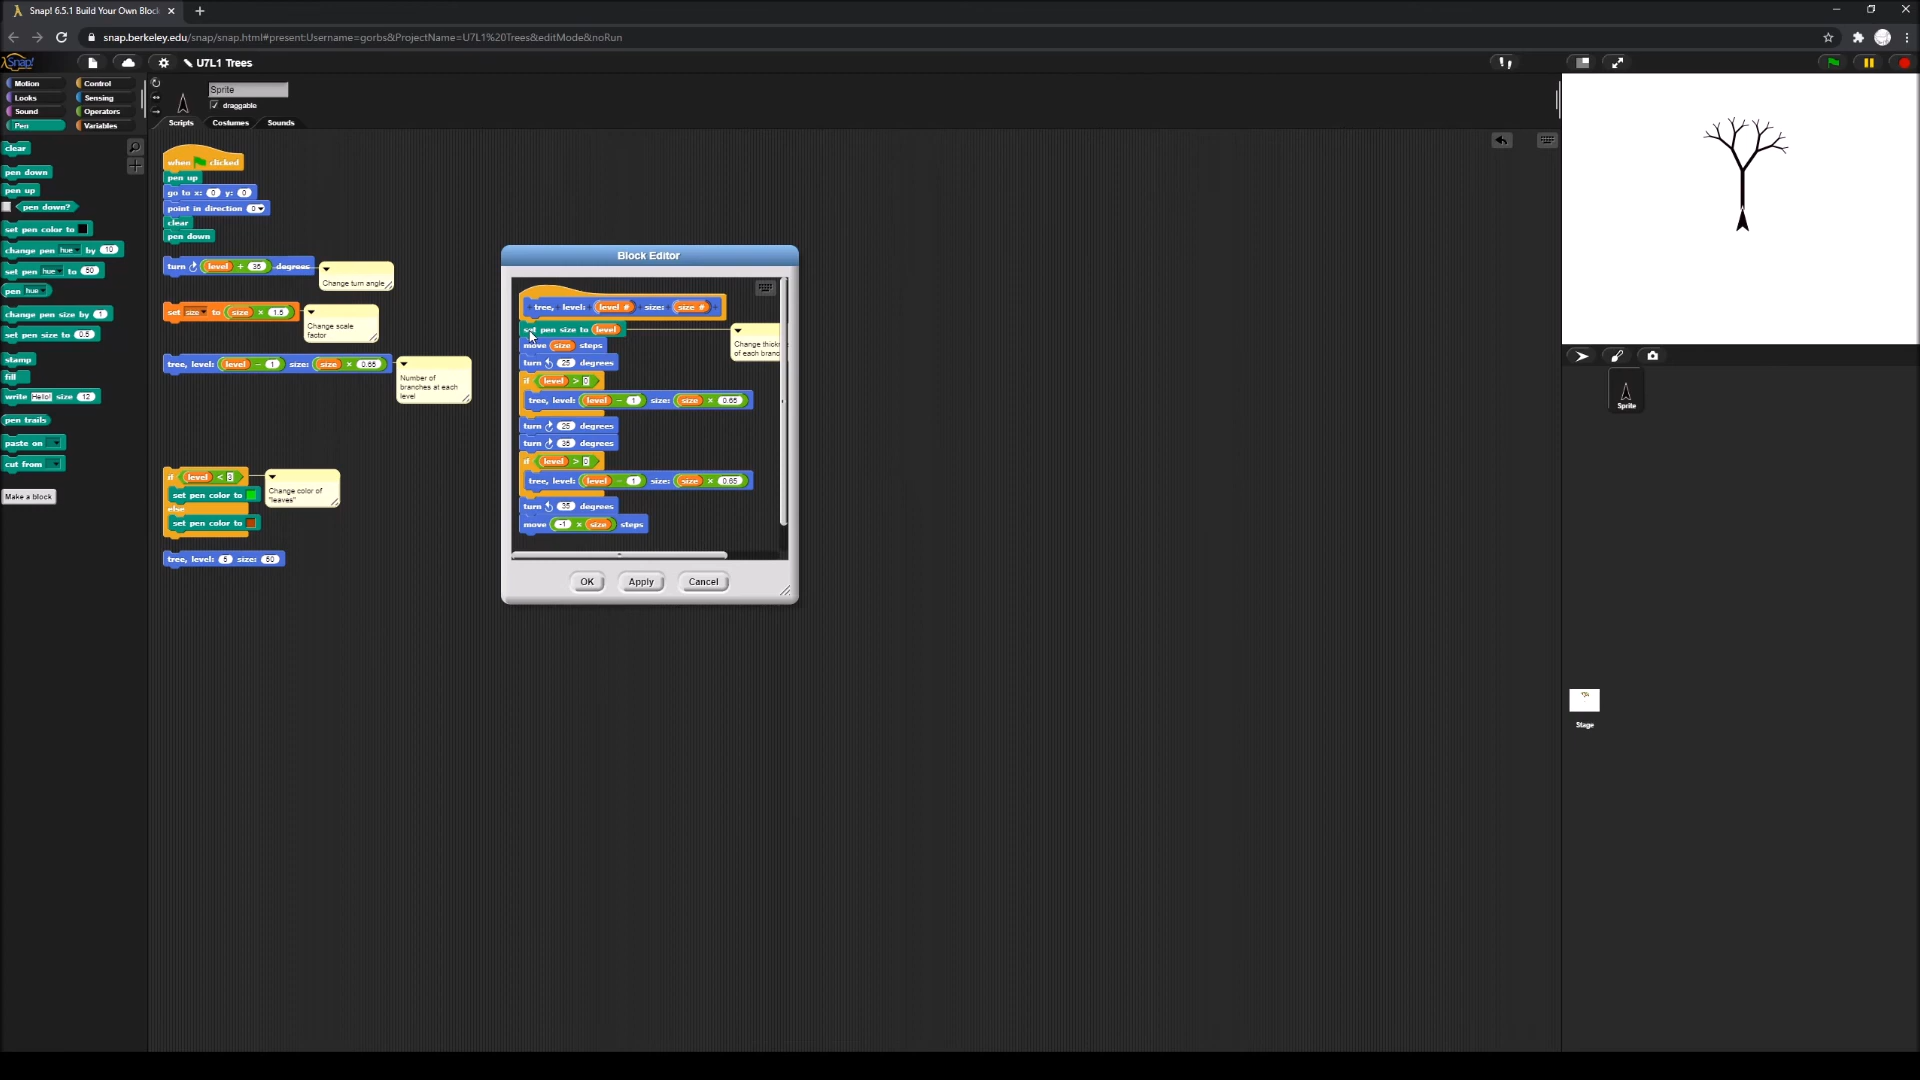 Snap! 6.5.1 Build Your Own Bloc
snap.berkeley.edu/snap/snap.html#present:Username=gorbs&ProjectName=U7L1%20Trees&editMode&noRun
Snap!
U7L1 Trees
Motion
Control
Looks
Sensing
Sound
Operators
Pen
Variables
Sprite
draggable
Scripts
Costumes
Sounds
clear
pen down
pen up
pen down?
set pen color to
change pen hue by 10
set pen hue to 50
pen hue
change pen size by 1
set pen size to 0.5
stamp
fill
write Hello! size 12
pen trails
paste on
cut from
Make a block
when clicked
pen up
go to x: 0 y: 0
point in direction 0
clear
pen down
turn level + 35 degrees
Change turn angle
set size to size × 1.5
Change scale
factor
tree, level: level − 1 size: size × 0.65
Number of
branches at each
level
if level < 3
set pen color to
else
set pen color to
Change color of
"leaves"
tree, level: 5 size: 50
Block Editor
tree, level: level # size: size #
set pen size to level
Change thick
of each branc
move size steps
turn 25 degrees
if level > 0
tree, level: level − 1 size: size × 0.65
turn 25 degrees
turn 35 degrees
if level > 0
tree, level: level − 1 size: size × 0.65
turn 35 degrees
move -1 × size steps
OK
Apply
Cancel
Sprite
Stage